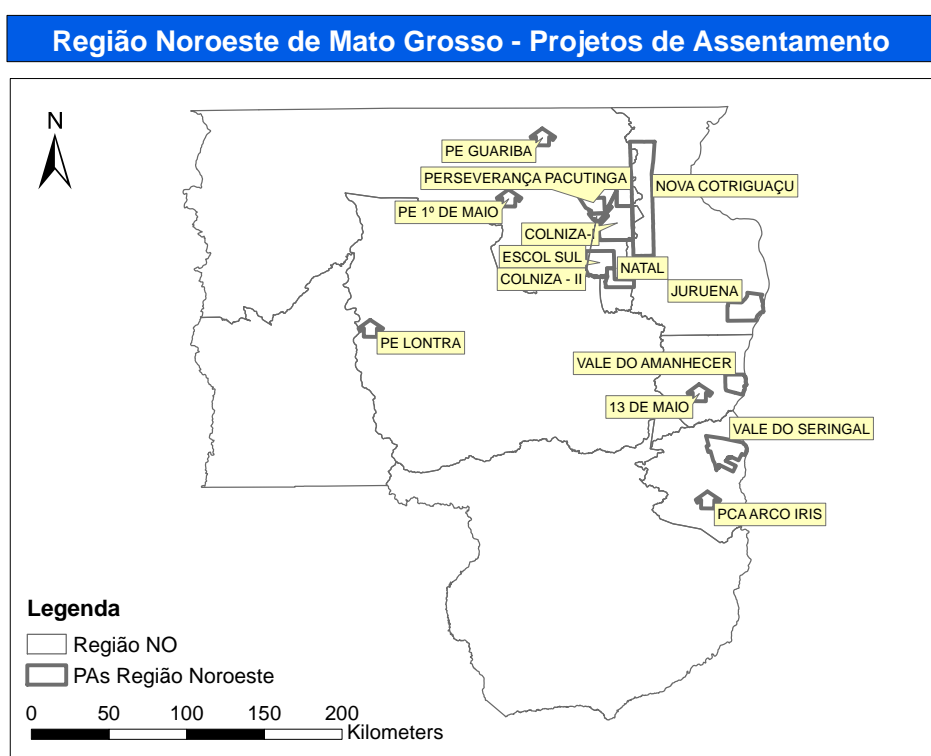 Região Noroeste de Mato Grosso - Projetos de Assentamento
N
PE GUARIBA
PERSEVERANÇA PACUTINGA
NOVA COTRIGUAÇU
PE 1º DE MAIO
COLNIZA-I
ESCOL SUL
NATAL
COLNIZA - II
JURUENA
PE LONTRA
VALE DO AMANHECER
13 DE MAIO
VALE DO SERINGAL
PCA ARCO IRIS
Legenda
Região NO
PAs Região Noroeste
0 50 100 150 200
Kilometers